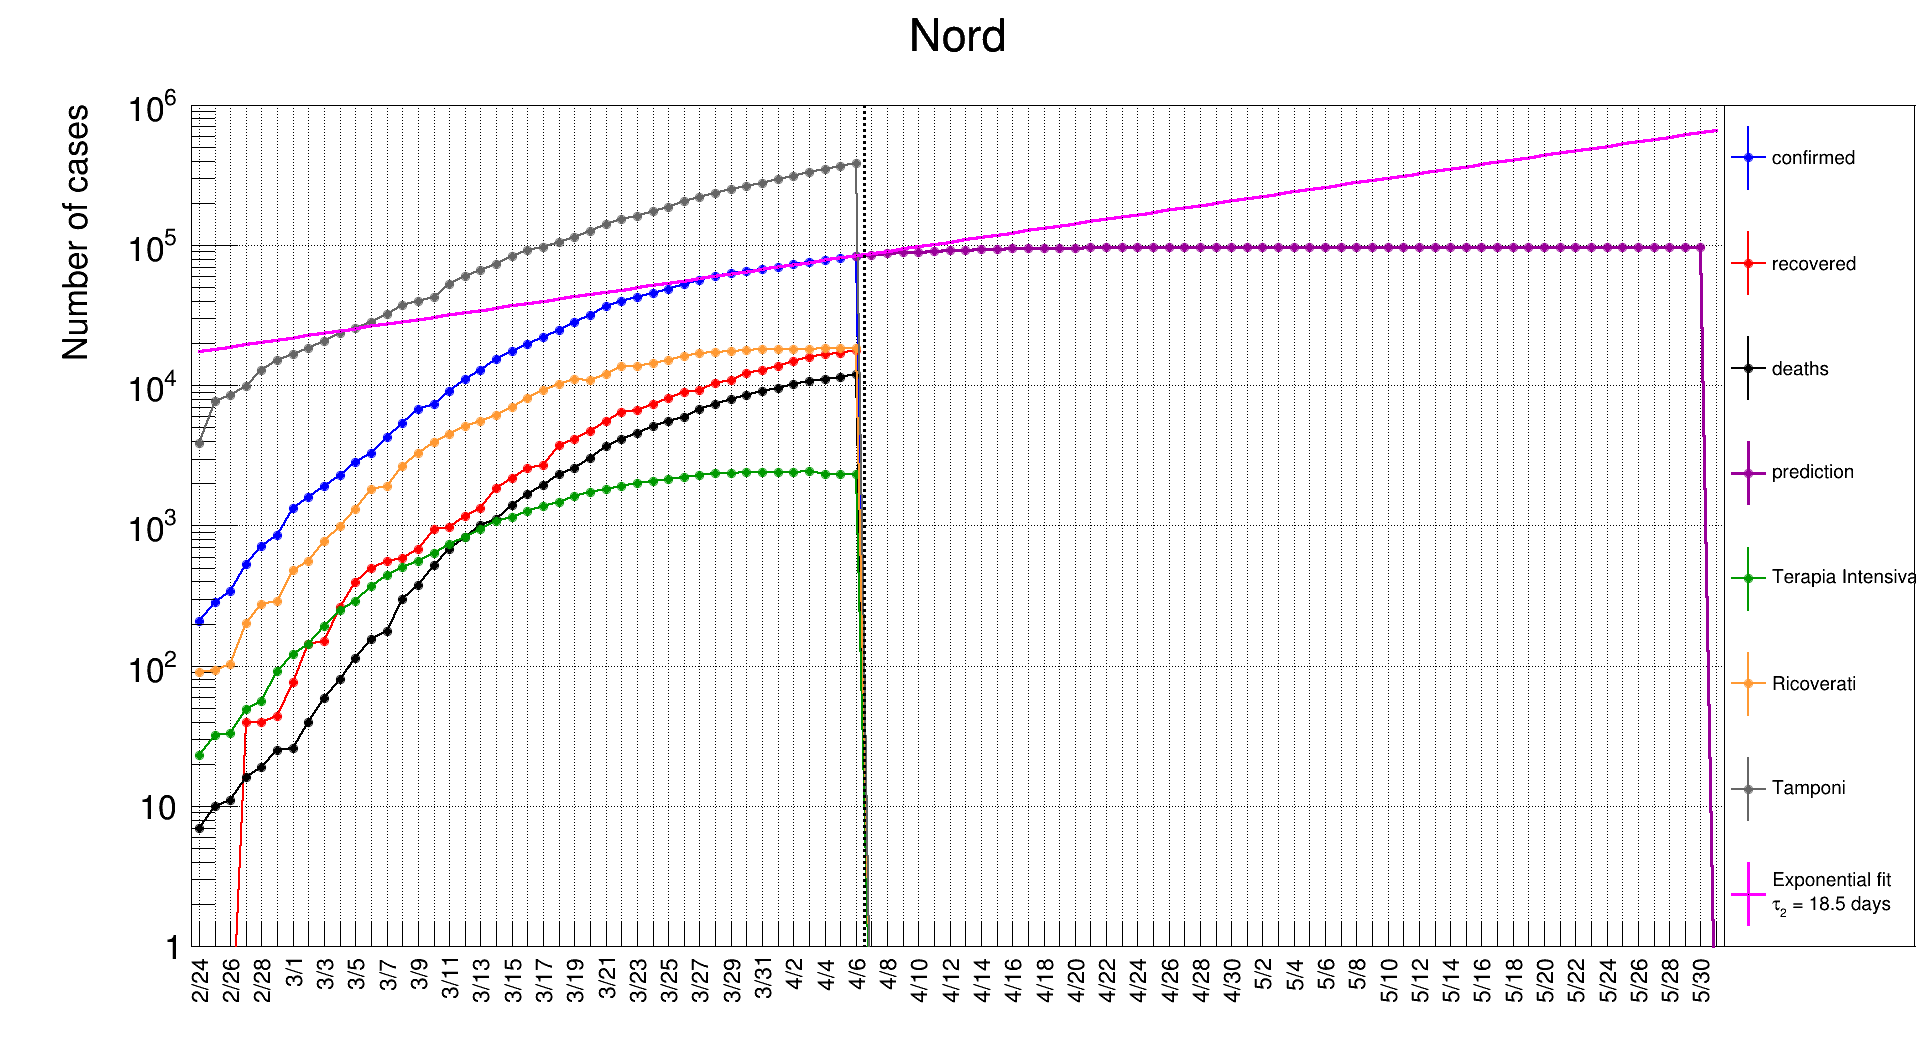 Nord
Number of cases
10^6
10^5
10^4
10^3
10^2
10
1
2/24 2/26 2/28 3/1 3/3 3/5 3/7 3/9 3/11 3/13 3/15 3/17 3/19 3/21 3/23 3/25 3/27 3/29 3/31 4/2 4/4 4/6 4/8 4/10 4/12 4/14 4/16 4/18 4/20 4/22 4/24 4/26 4/28 4/30 5/2 5/4 5/6 5/8 5/10 5/12 5/14 5/16 5/18 5/20 5/22 5/24 5/26 5/28 5/30
confirmed
recovered
deaths
prediction
Terapia Intensiva
Ricoverati
Tamponi
Exponential fit
τ₂ = 18.5 days